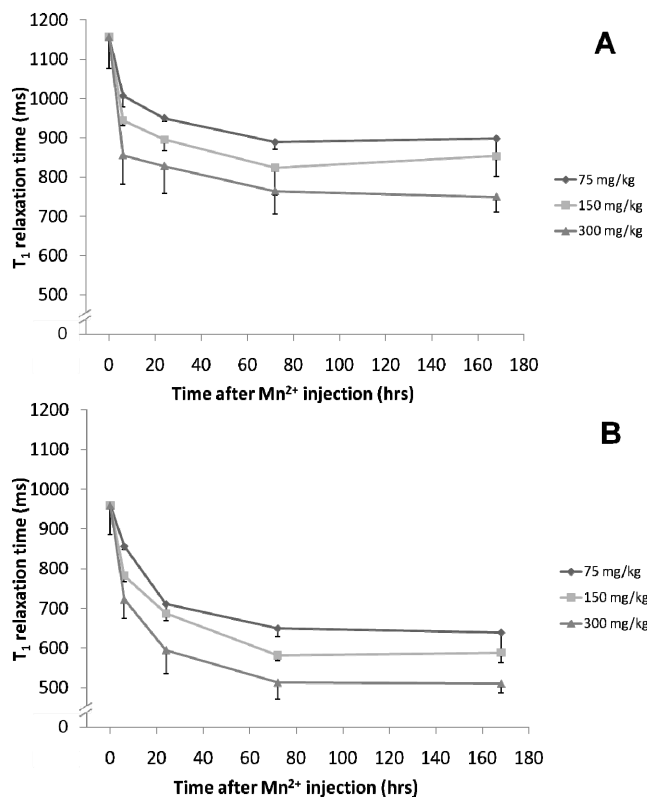 A
1200
1100
1000
900
800
700
600
500
0
T₁ relaxation time (ms)
75 mg/kg
150 mg/kg
300 mg/kg
0 20 40 60 80 100 120 140 160 180
Time after Mn²⁺ injection (hrs)
B
1200
1100
1000
900
800
700
600
500
0
T₁ relaxation time (ms)
75 mg/kg
150 mg/kg
300 mg/kg
0 20 40 60 80 100 120 140 160 180
Time after Mn²⁺ injection (hrs)